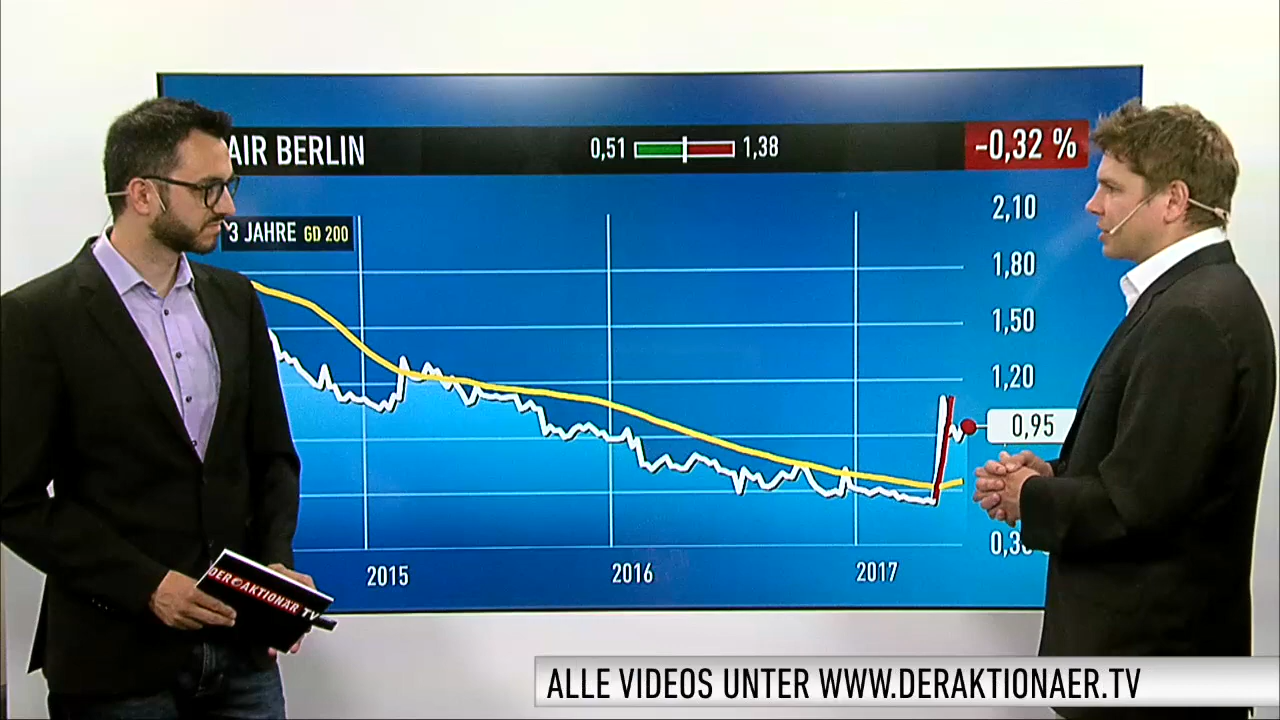 AIR BERLIN
0,51
1,38
-0,32 %
3 JAHRE GD 200
2,10
1,80
1,50
1,20
0,95
2015
2016
2017
DER AKTIONÄR TV
ALLE VIDEOS UNTER WWW.DERAKTIONAER.TV